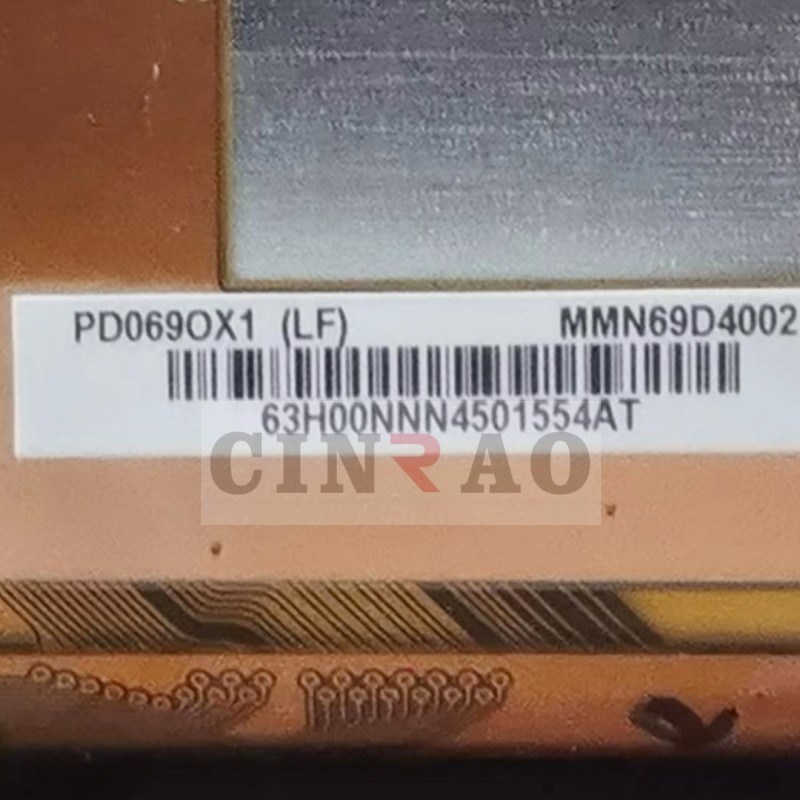 PD069OX1 (LF) MMN69D4002
63H00NNN4501554AT
CINRAO